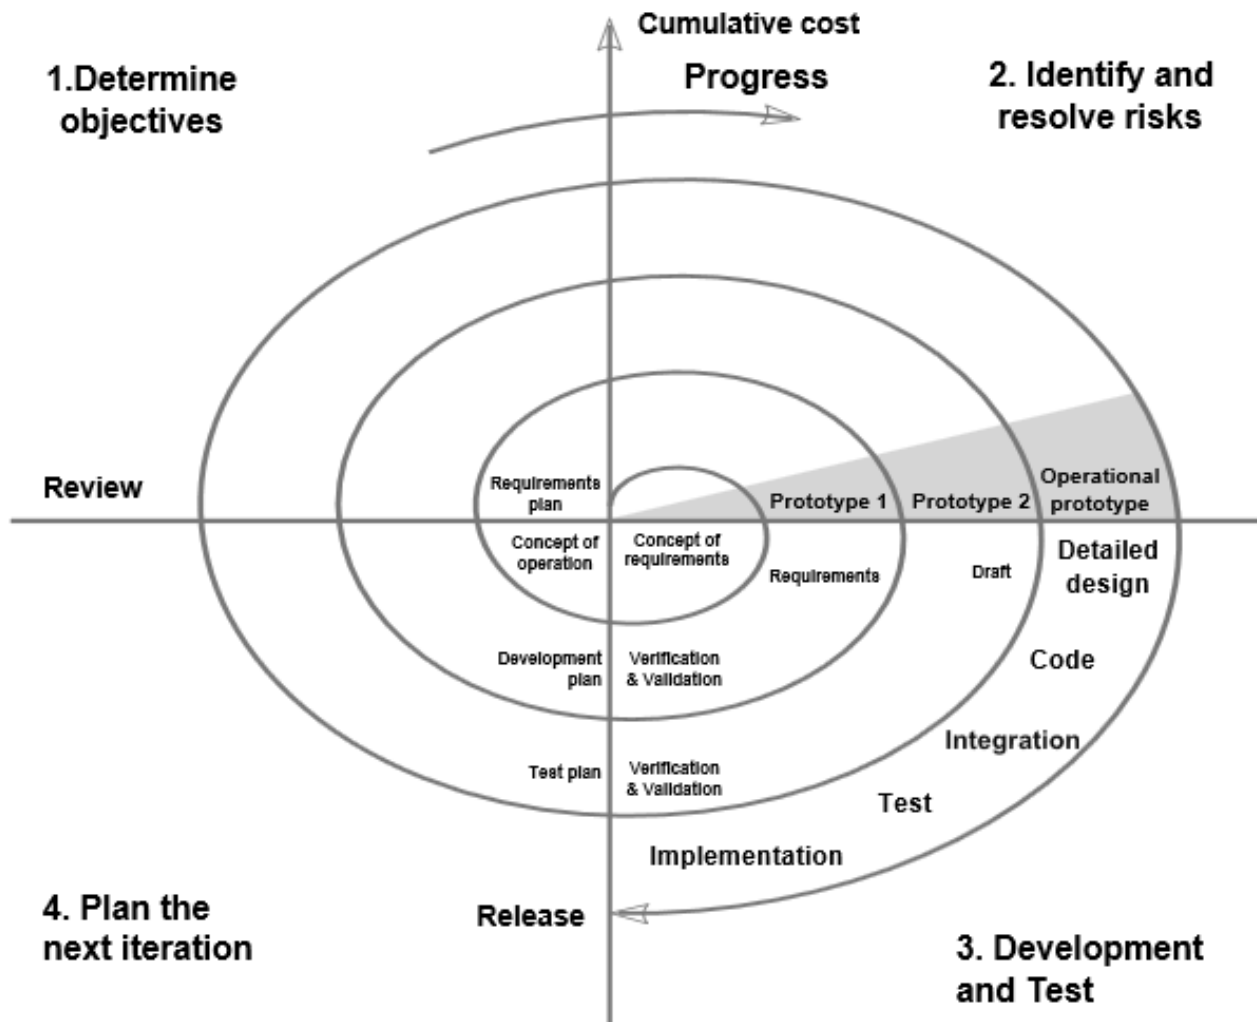 Cumulative cost
Progress
1.Determine
objectives
2. Identify and
resolve risks
Review
Requirements
plan
Prototype 1
Prototype 2
Operational
prototype
Concept of
operation
Concept of
requirements
Requirements
Draft
Detailed
design
Development
plan
Verification
& Validation
Code
Integration
Test plan
Verification
& Validation
Test
Implementation
4. Plan the
next iteration
Release
3. Development
and Test